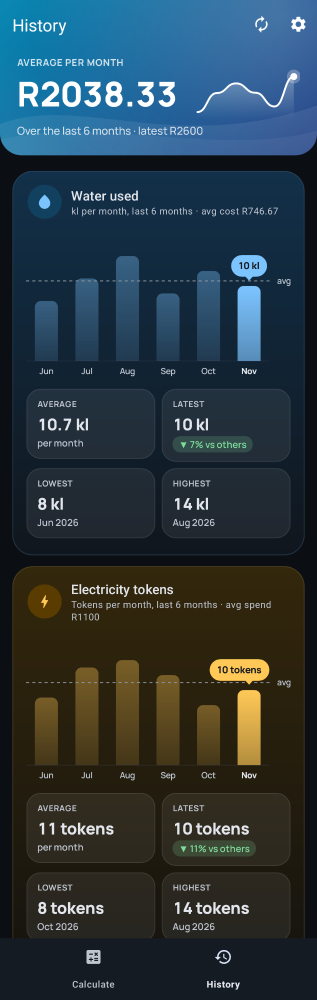 History
AVERAGE PER MONTH
R2038.33
Over the last 6 months · latest R2600
Water used
kl per month, last 6 months · avg cost R746.67
10 kl
avg
Jun Jul Aug Sep Oct Nov
AVERAGE
10.7 kl
per month
LATEST
10 kl
▼ 7% vs others
LOWEST
8 kl
Jun 2026
HIGHEST
14 kl
Aug 2026
Electricity tokens
Tokens per month, last 6 months · avg spend
R1100
10 tokens
avg
Jun Jul Aug Sep Oct Nov
AVERAGE
11 tokens
per month
LATEST
10 tokens
▼ 11% vs others
LOWEST
8 tokens
Oct 2026
HIGHEST
14 tokens
Aug 2026
Calculate
History